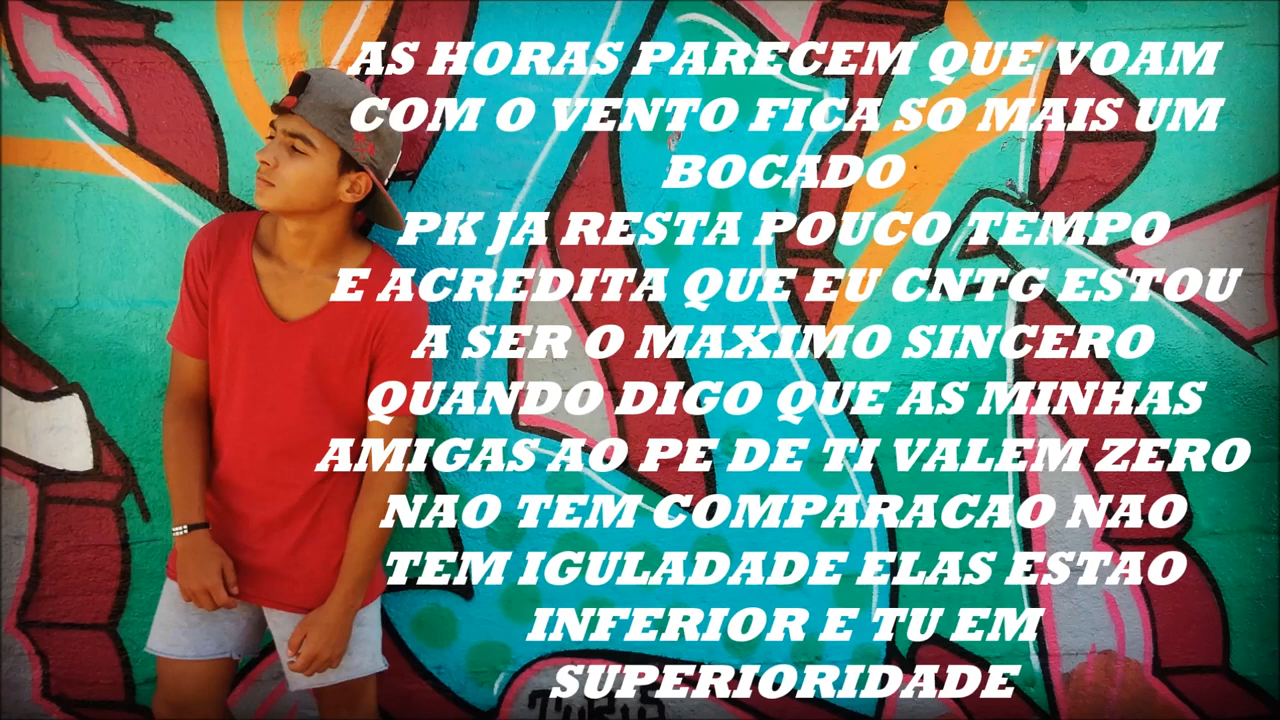 AS HORAS PARECEM QUE VOAM
COM O VENTO FICA SO MAIS UM
BOCADO
PK JA RESTA POUCO TEMPO
E ACREDITA QUE EU CNTG ESTOU
A SER O MAXIMO SINCERO
QUANDO DIGO QUE AS MINHAS
AMIGAS AO PE DE TI VALEM ZERO
NAO TEM COMPARACAO NAO
TEM IGULADADE ELAS ESTAO
INFERIOR E TU EM
SUPERIORIDADE